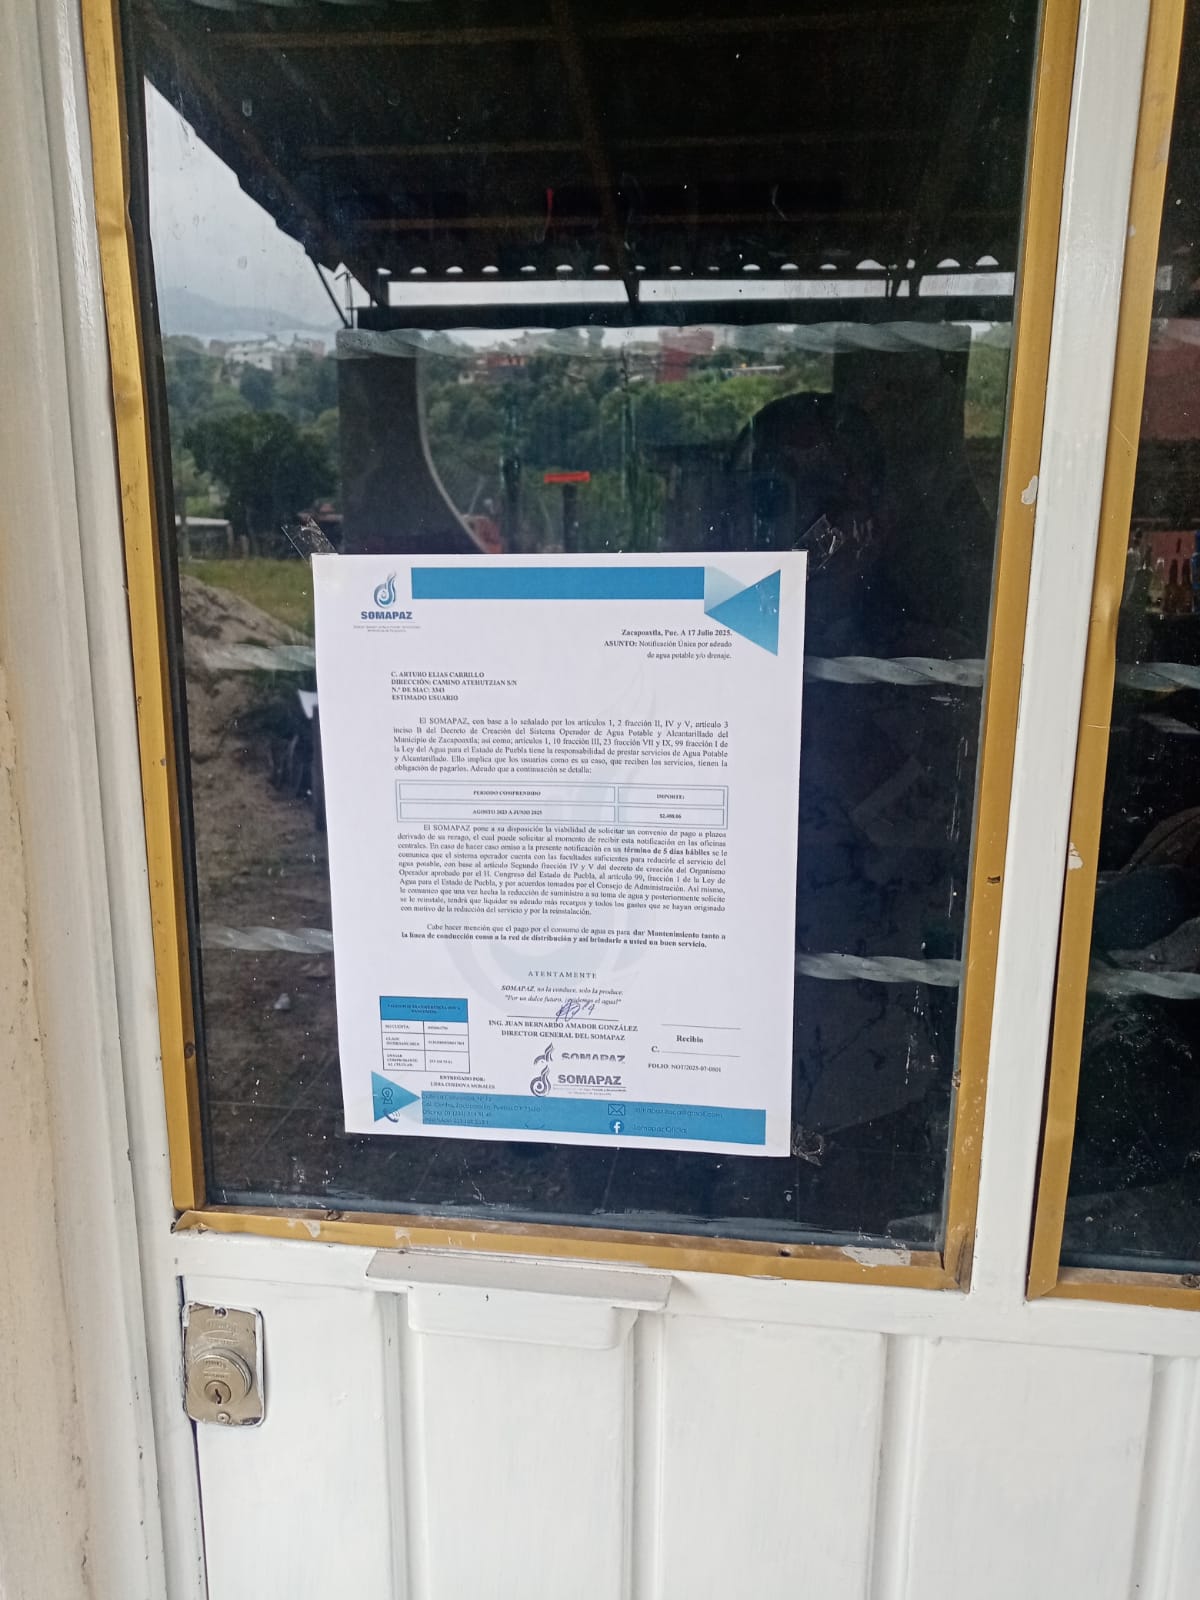 SOMAPAZ
Zacapoaxtla, Pue. A 17 Julio 2025.
ASUNTO: Notificación Única por adeudo
de agua potable y/o drenaje.
C. ARTURO ELIAS CARRILLO
DIRECCIÓN: CAMINO ATEHUTZIAN S/N
N.° DE SIAC: 3343
ESTIMADO USUARIO
El SOMAPAZ, con base a lo señalado por los artículos 1, 2 fracción II, IV y V, artículo 3
inciso B del Decreto de Creación del Sistema Operador de Agua Potable y Alcantarillado del
Municipio de Zacapoaxtla; así como; artículos 1, 10 fracción III, 23 fracción VII y IX, 99 fracción I de
la Ley del Agua para el Estado de Puebla tiene la responsabilidad de prestar servicios de Agua Potable
y Alcantarillado. Ello implica que los usuarios como es su caso, que reciben los servicios, tienen la
obligación de pagarlos. Adeudo que a continuación se detalla:
PERIODO COMPRENDIDO IMPORTE:
AGOSTO 2023 A JUNIO 2025
El SOMAPAZ pone a su disposición la viabilidad de solicitar un convenio de pago a plazos
derivado de su rezago, el cual puede solicitar al momento de recibir esta notificación en las oficinas
centrales. En caso de hacer caso omiso a la presente notificación en un término de 5 días hábiles se le
comunica que el sistema operador cuenta con las facultades suficientes para reducirle el servicio del
agua potable, con base al artículo Segundo fracción IV y V del decreto de creación del Organismo
Operador aprobado por el H. Congreso del Estado de Puebla, al artículo 99, fracción I de la Ley de
Agua para el Estado de Puebla, y por acuerdos tomados por el Consejo de Administración. Así mismo,
le comunico que una vez hecha la reducción de suministro a su toma de agua y posteriormente solicite
se le reinstale, tendrá que liquidar su adeudo más recargos y todos los gastos que se hayan originado
con motivo de la reducción del servicio y por la reinstalación.
Cabe hacer mención que el pago por el consumo de agua es para dar Mantenimiento tanto a
la línea de conducción como a la red de distribución y así brindarle a usted un buen servicio.
ATENTAMENTE
SOMAPAZ, no la conduce, solo la produce.
"Por un dulce futuro, ¡cuidemos el agua!"
ING. JUAN BERNARDO AMADOR GONZÁLEZ
DIRECTOR GENERAL DEL SOMAPAZ
Recibío
C.
FOLIO: NOT/2025-07-0801
NO CUENTA:
CLABE
INTERBANCARIA:
ENVIAR
COMPROBANTE
AL CELULAR:
ENTREGADO POR:
LIDIA CORDOVA MORALES
SOMAPAZ
SOMAPAZ
Somapaz Oficial